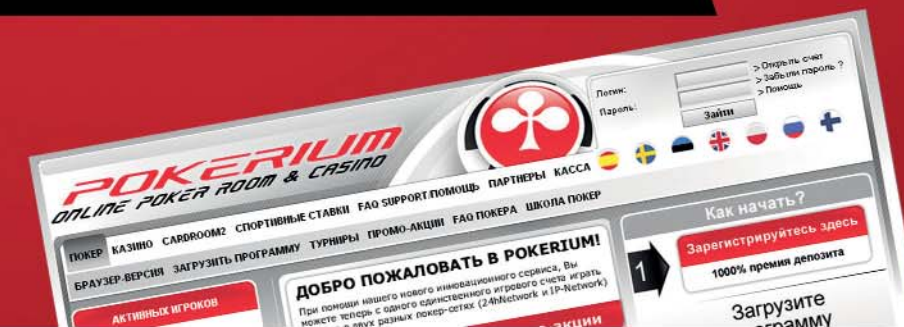 POKERIUM
ONLINE POKER ROOM & CASINO
Логин:
Пароль:
Зайти
> Открыть счет
> Забыли пароль ?
> Помощь
ПОКЕР КАЗИНО CARDROOM2 СПОРТИВНЫЕ СТАВКИ FAQ SUPPORT/ПОМОЩЬ ПАРТНЕРЫ КАССА
БРАУЗЕР-ВЕРСИЯ ЗАГРУЗИТЬ ПРОГРАММУ ТУРНИРЫ ПРОМО-АКЦИИ FAQ ПОКЕРА ШКОЛА ПОКЕР
АКТИВНЫХ ИГРОКОВ
ДОБРО ПОЖАЛОВАТЬ В POKERIUM!
При помощи нашего нового инновационного сервиса, Вы
можете теперь с одного единственного игрового счета играть
в двух разных покер-сетях (24hNetwork и IP-Network)
акции
Как начать?
1
Зарегистрируйтесь здесь
1000% премия депозита
Загрузите